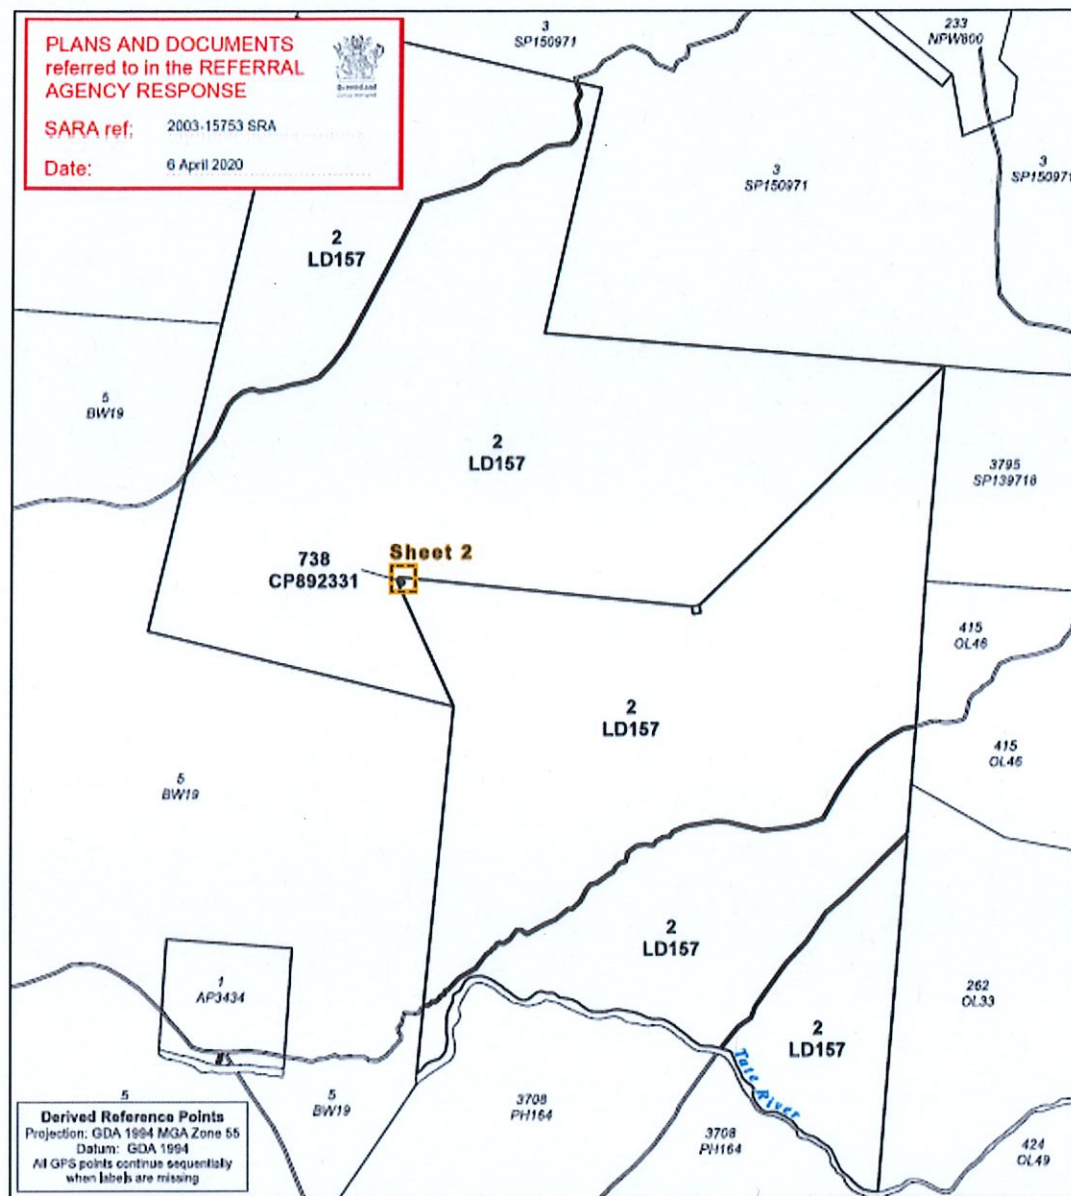 PLANS AND DOCUMENTS
referred to in the REFERRAL
AGENCY RESPONSE
Queensland
SARA ref: 2003-15753 SRA
Date: 6 April 2020
3
SP150971
233
NPW800
3
SP150971
3
SP150971
2
LD157
5
BW19
2
LD157
3795
SP139718
738
CP892331
Sheet 2
415
OL46
2
LD157
415
OL46
5
BW19
2
LD157
1
AP3434
262
OL33
2
LD157
Tate River
5
5
BW19
3708
PH164
3708
PH164
424
OL49
Derived Reference Points
Projection: GDA 1994 MGA Zone 55
Datum: GDA 1994
All GPS points continue sequentially
when labels are missing